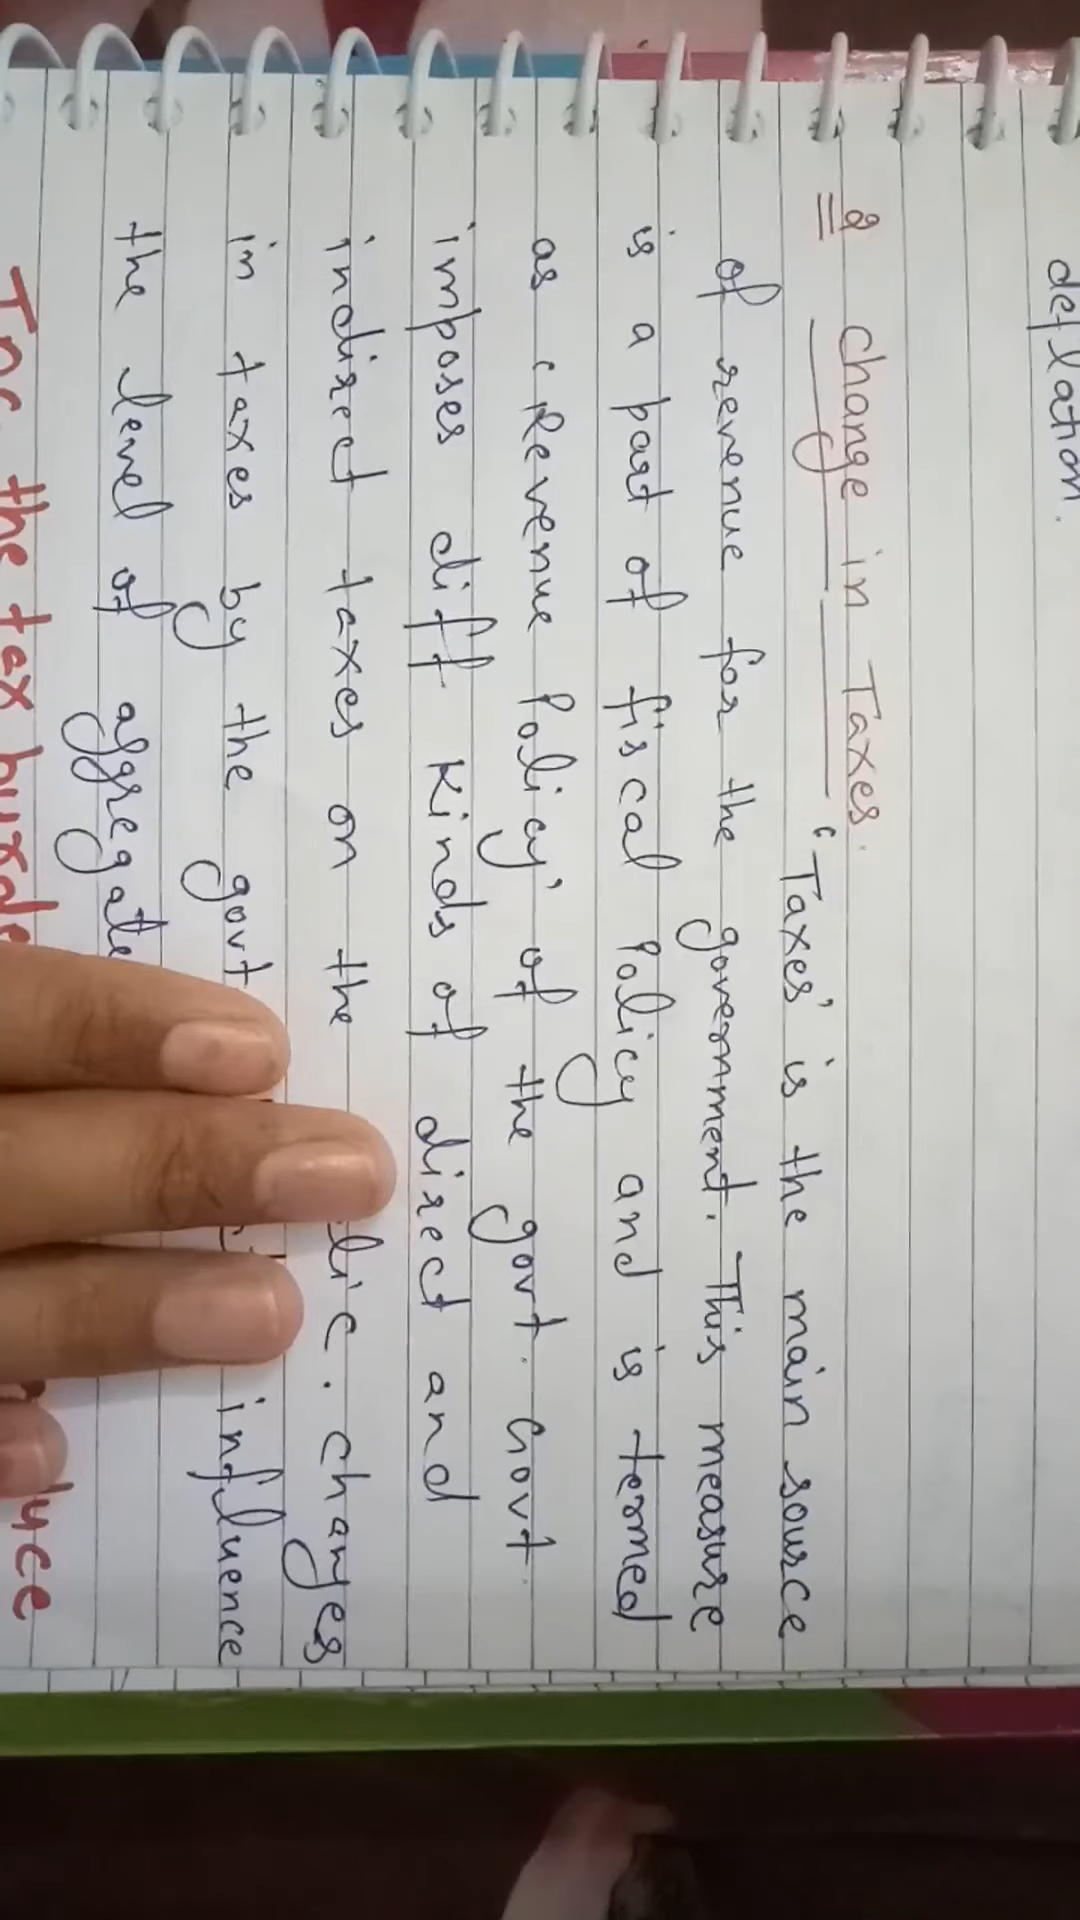 deflation.
2 Change in Taxes. 'Taxes' is the main source
of revenue for the government. This measure
is a part of fiscal Policy and is termed
as 'Revenue Policy' of the govt. Govt.
imposes diff. Kinds of direct and
indirect taxes on the lic. changes
in taxes by the govt influence
the level of aggregate
Inc. the tax